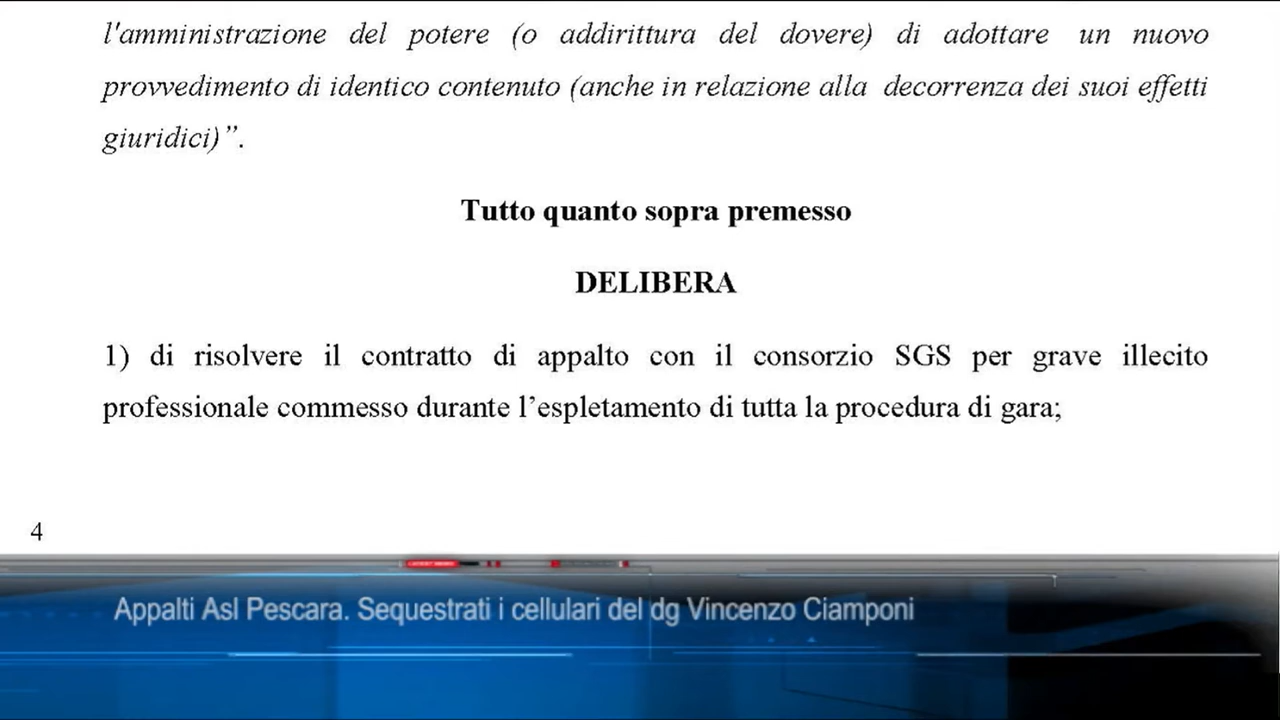 l'amministrazione del potere (o addirittura del dovere) di adottare un nuovo
provvedimento di identico contenuto (anche in relazione alla decorrenza dei suoi effetti
giuridici)”.
Tutto quanto sopra premesso
DELIBERA
1) di risolvere il contratto di appalto con il consorzio SGS per grave illecito
professionale commesso durante l’espletamento di tutta la procedura di gara;
4
LATEST NEWS
Appalti Asl Pescara. Sequestrati i cellulari del dg Vincenzo Ciamponi